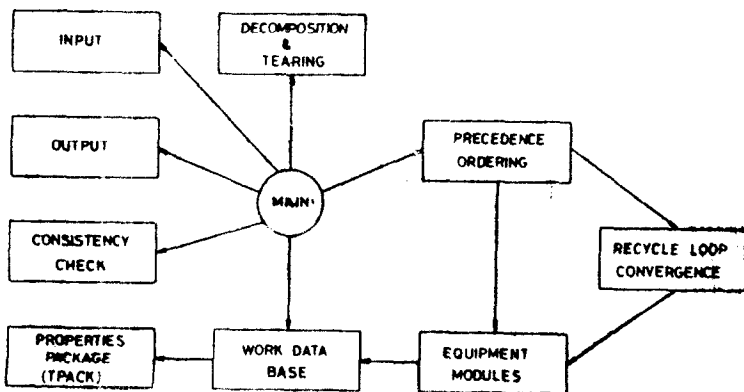 INPUT
DECOMPOSITION
&
TEARING
OUTPUT
PRECEDENCE
ORDERING
MAIN
CONSISTENCY
CHECK
RECYCLE LOOP
CONVERGENCE
PROPERTIES
PACKAGE
(TPACK)
WORK DATA
BASE
EQUIPMENT
MODULES